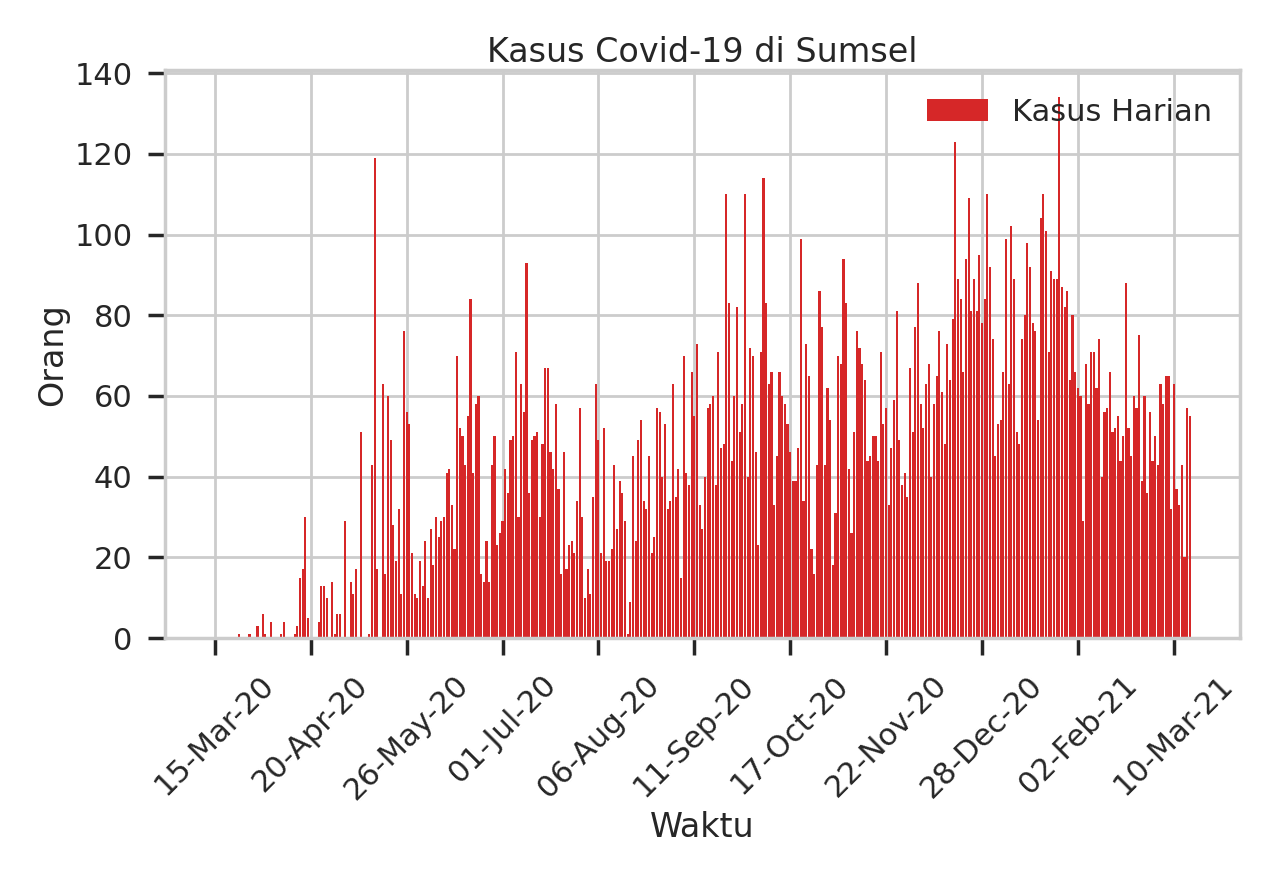 Kasus Covid-19 di Sumsel
Kasus Harian
Orang
140
120
100
80
60
40
20
0
15-Mar-20
20-Apr-20
26-May-20
01-Jul-20
06-Aug-20
11-Sep-20
17-Oct-20
22-Nov-20
28-Dec-20
02-Feb-21
10-Mar-21
Waktu